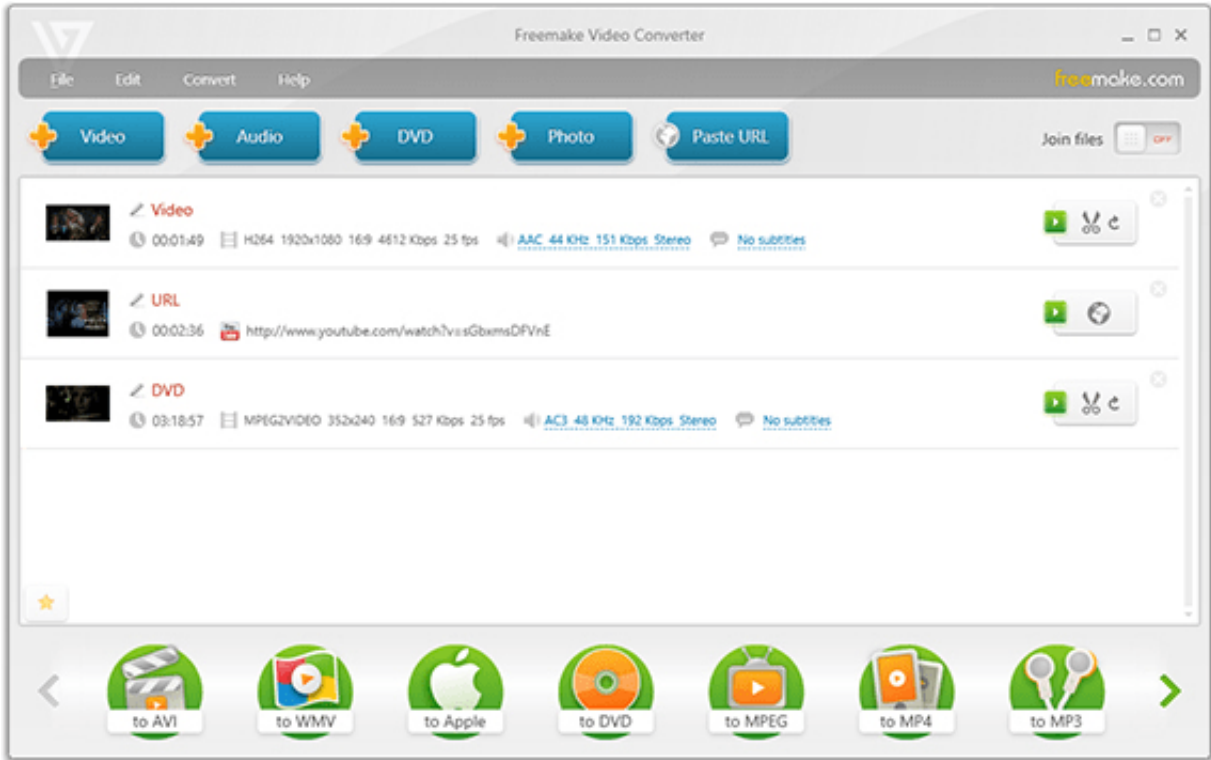 Freemake Video Converter
File Edit Convert Help freemake.com
Video Audio DVD Photo Paste URL Join files OFF
Video
00:01:49 H264 1920x1080 16:9 4612 Kbps 25 fps AAC 44 KHz 151 Kbps Stereo No subtitles
URL
00:02:36 You Tube http://www.youtube.com/watch?v=sGbxmsDFVnE
DVD
03:18:57 MPEG2VIDEO 352x240 16:9 527 Kbps 25 fps AC3 48 KHz 192 Kbps Stereo No subtitles
to AVI to WMV to Apple to DVD to MPEG to MP4 to MP3